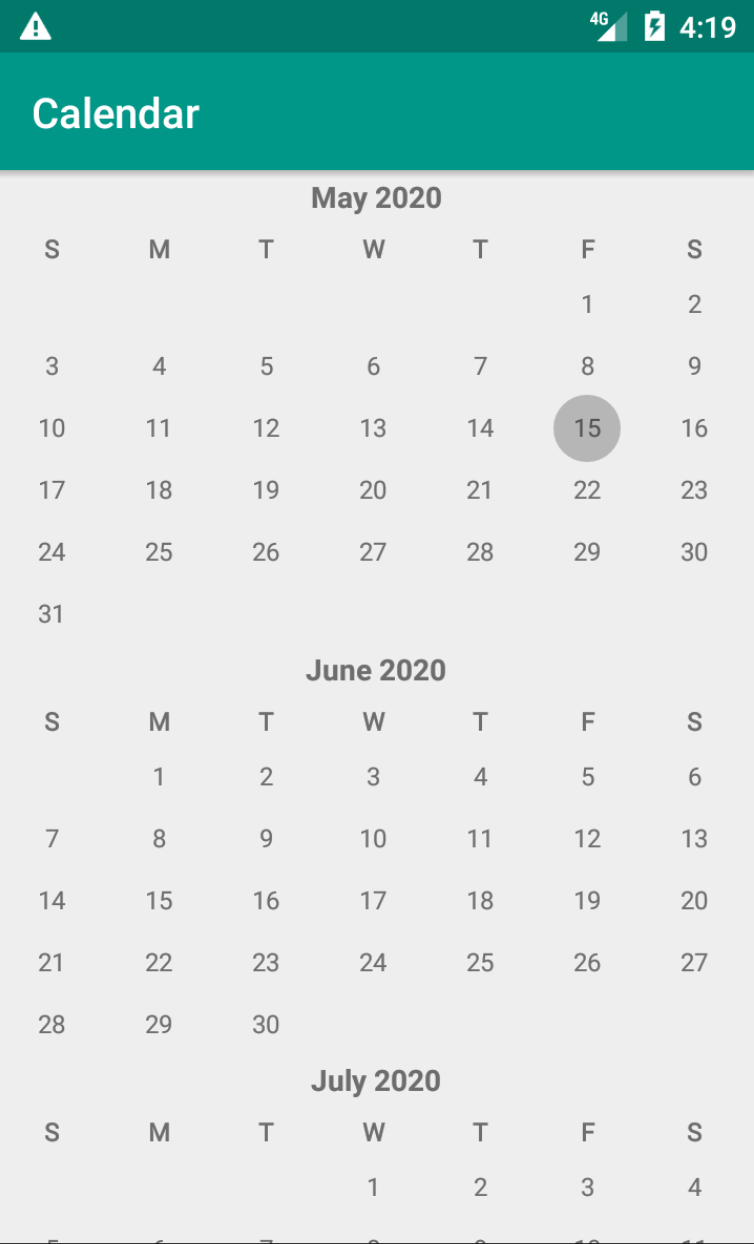 4G 4:19
Calendar
May 2020
S M T W T F S
1 2
3 4 5 6 7 8 9
10 11 12 13 14 15 16
17 18 19 20 21 22 23
24 25 26 27 28 29 30
31
June 2020
S M T W T F S
1 2 3 4 5 6
7 8 9 10 11 12 13
14 15 16 17 18 19 20
21 22 23 24 25 26 27
28 29 30
July 2020
S M T W T F S
1 2 3 4